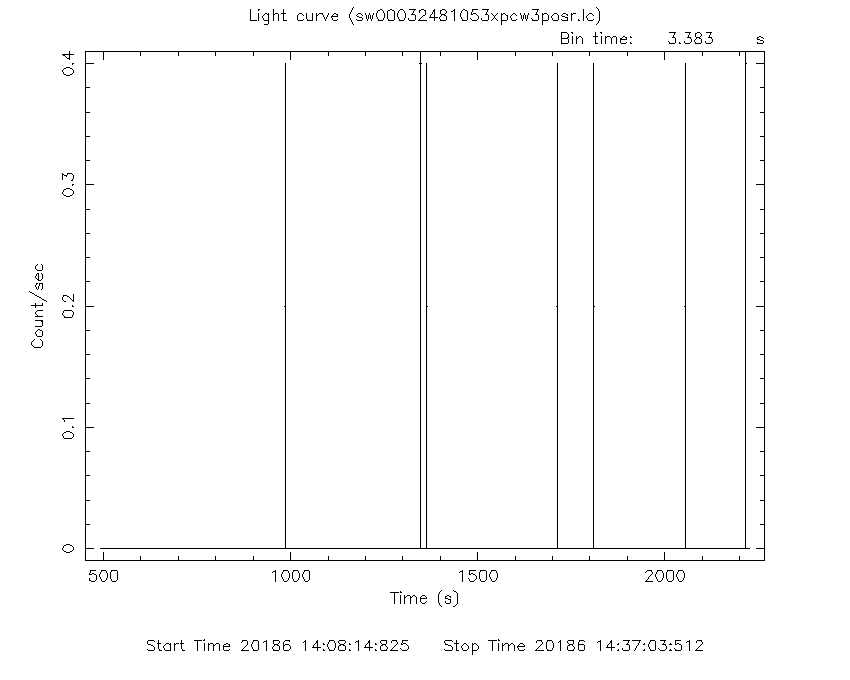 Light curve (sw00032481053xpcw3posr.lc)
Bin time: 3.383 s
0.4
0.3
0.2
0.1
0
Count/sec
500 1000 1500 2000
Time (s)
Start Time 20186 14:08:14:825 Stop Time 20186 14:37:03:512